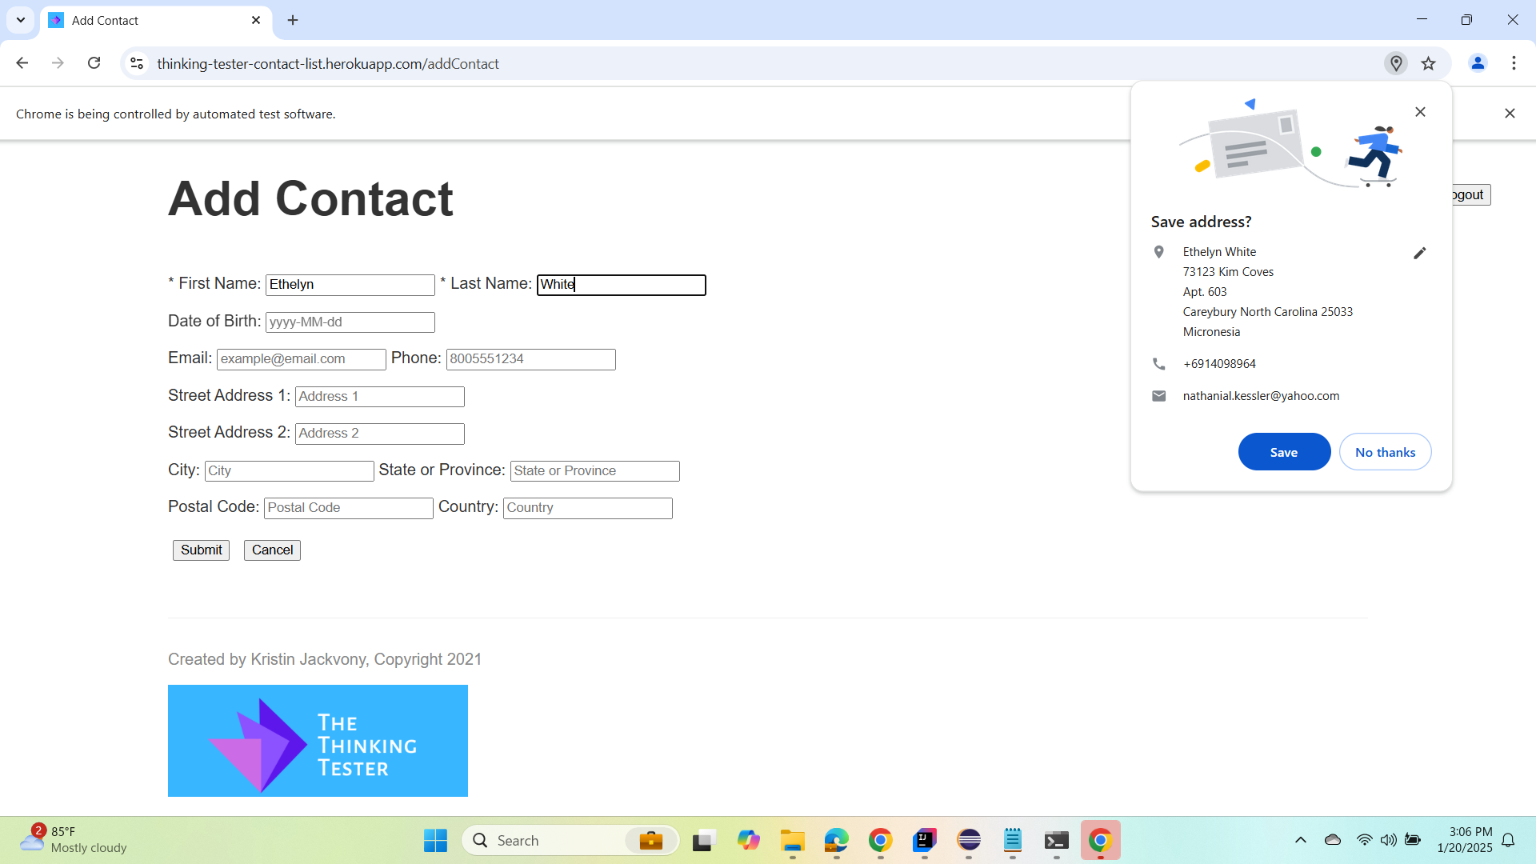 Add Contact
thinking-tester-contact-list.herokuapp.com/addContact
Chrome is being controlled by automated test software.
Add Contact
ogout
* First Name: Ethelyn * Last Name: White
Date of Birth: yyyy-MM-dd
Email: example@email.com Phone: 8005551234
Street Address 1: Address 1
Street Address 2: Address 2
City: City State or Province: State or Province
Postal Code: Postal Code Country: Country
Submit Cancel
Save address?
Ethelyn White
73123 Kim Coves
Apt. 603
Careybury North Carolina 25033
Micronesia
+6914098964
nathanial.kessler@yahoo.com
Save No thanks
Created by Kristin Jackvony, Copyright 2021
THE
THINKING
TESTER
2
85°F
Mostly cloudy
Search
3:06 PM
1/20/2025